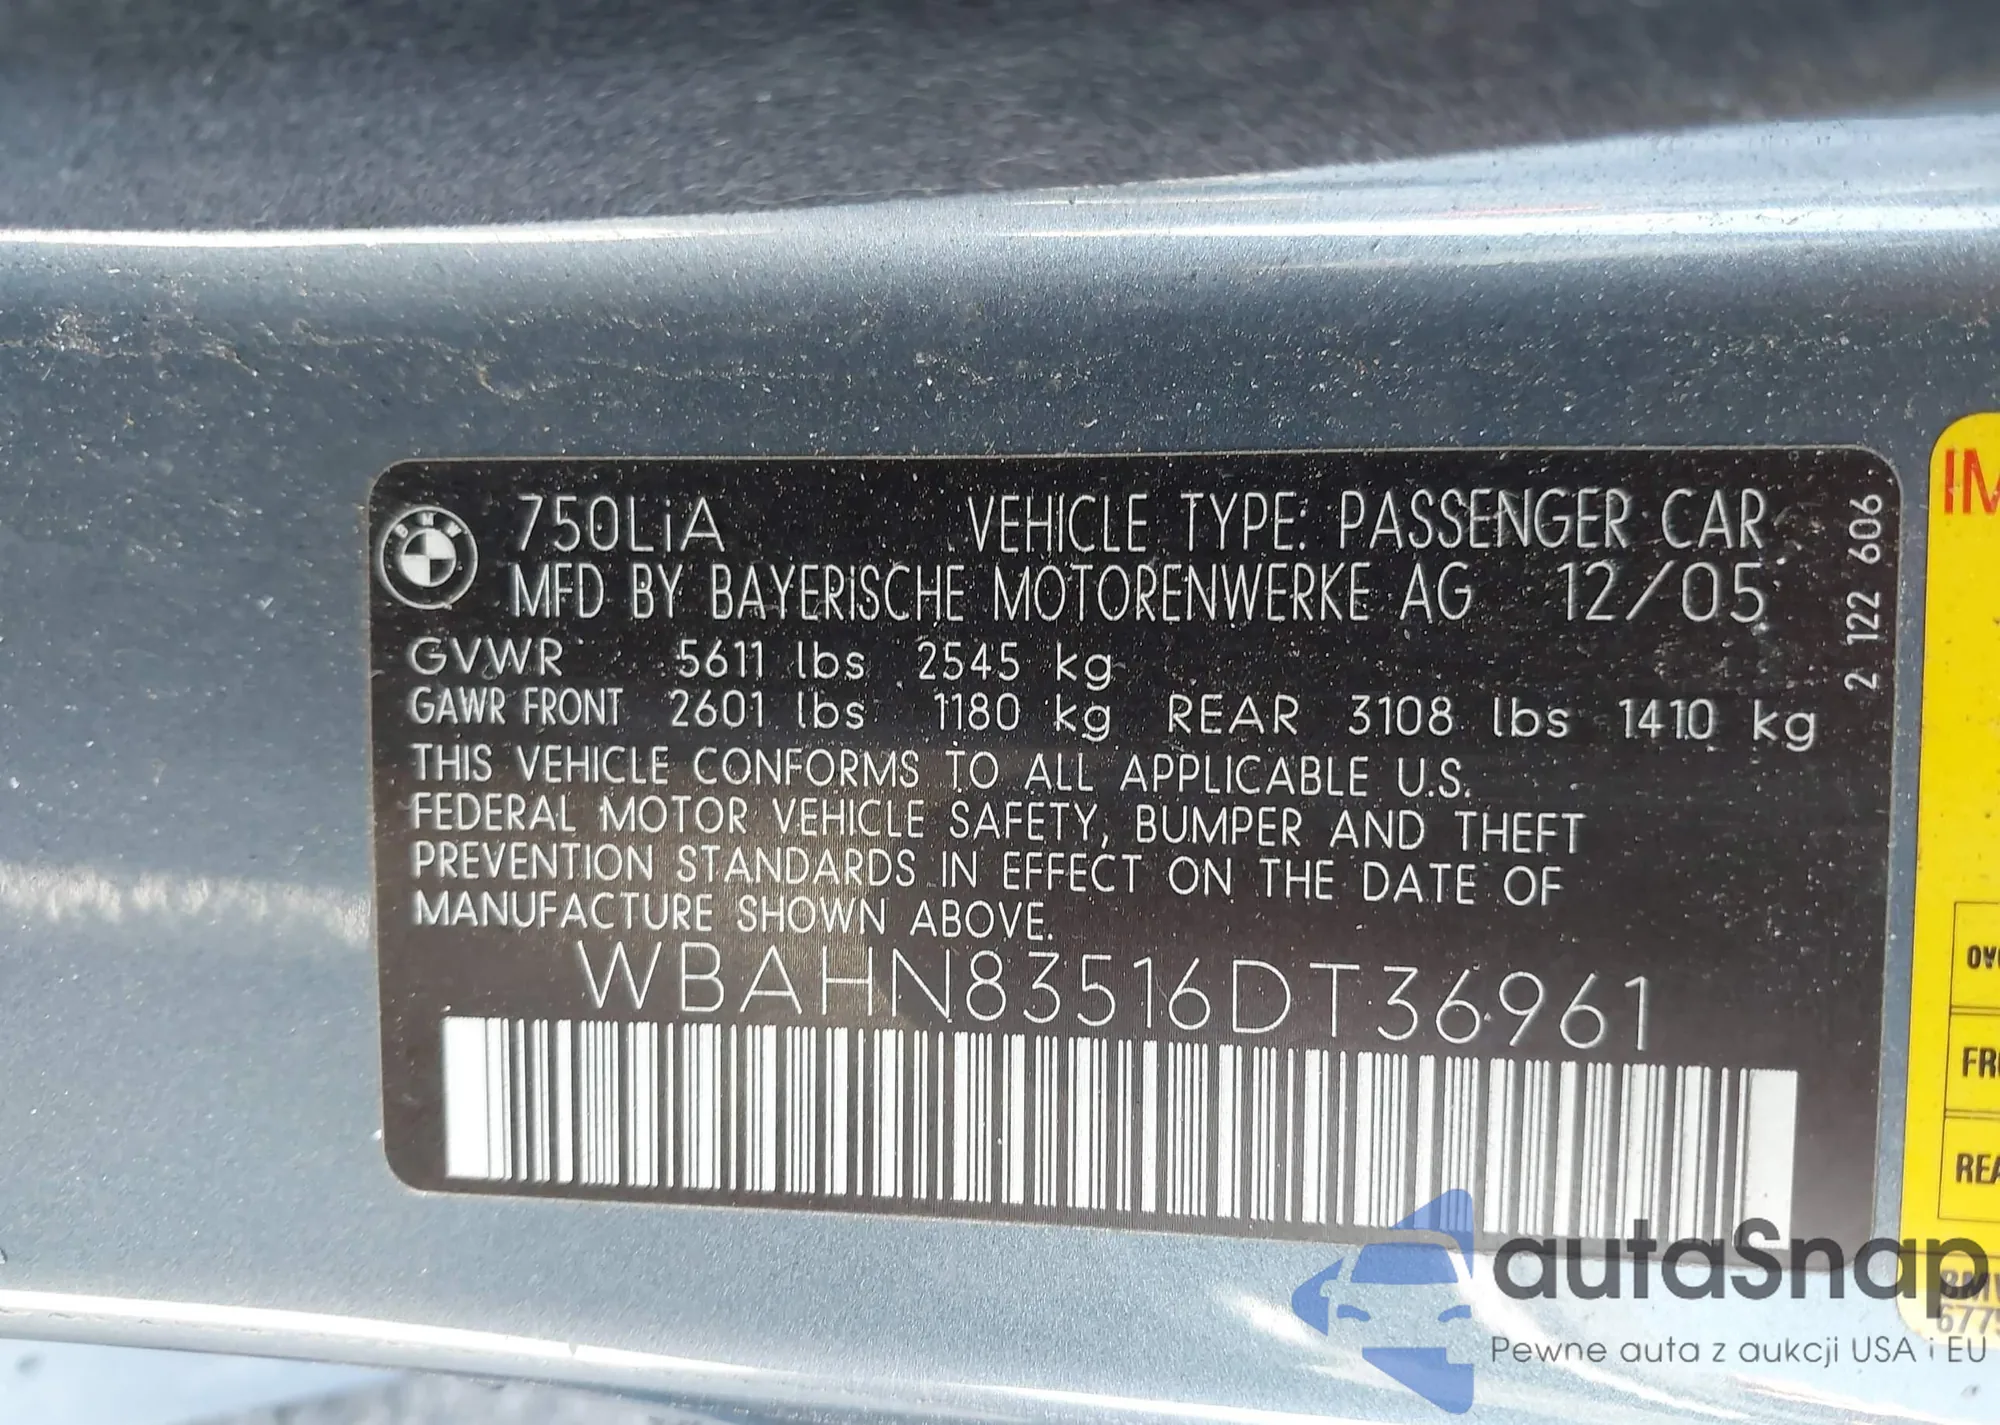 BMW
750LiA VEHICLE TYPE: PASSENGER CAR
MFD BY BAYERISCHE MOTORENWERKE AG 12/05
GVWR 5611 lbs 2545 kg
GAWR FRONT 2601 lbs 1180 kg REAR 3108 lbs 1410 kg
THIS VEHICLE CONFORMS TO ALL APPLICABLE U.S.
FEDERAL MOTOR VEHICLE SAFETY, BUMPER AND THEFT
PREVENTION STANDARDS IN EFFECT ON THE DATE OF
MANUFACTURE SHOWN ABOVE.
WBAHN83516DT36961
2 122 606
autaSnap
Pewne auta z aukcji USA i EU